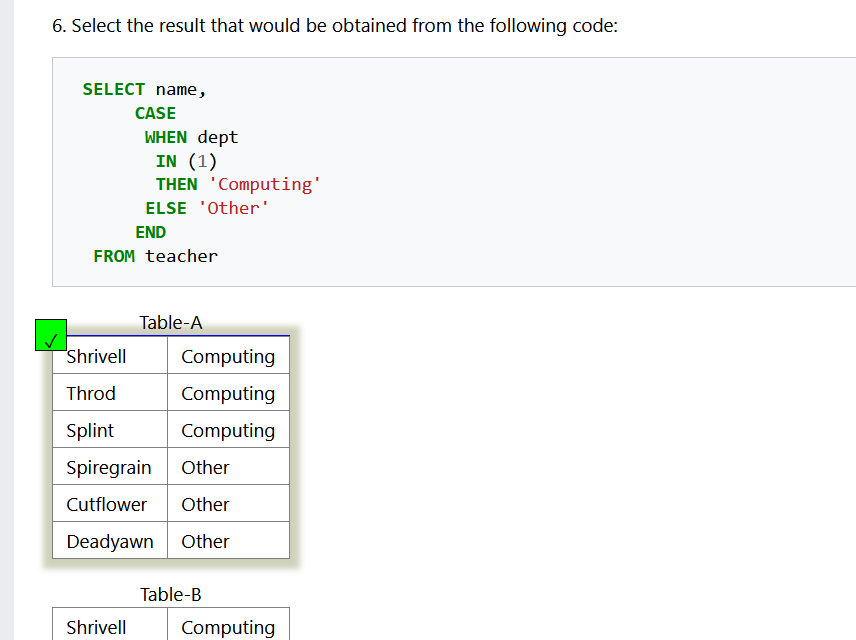 6. Select the result that would be obtained from the following code:
SELECT name,
CASE
WHEN dept
IN (1)
THEN 'Computing'
ELSE 'Other'
END
FROM teacher
Table-A
✓
Shrivell Computing
Throd Computing
Splint Computing
Spiregrain Other
Cutflower Other
Deadyawn Other
Table-B
Shrivell Computing